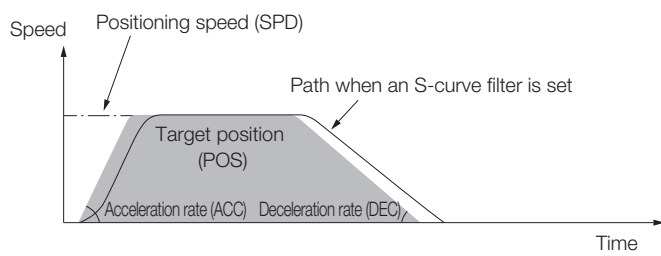 Positioning speed (SPD)
Speed
Path when an S-curve filter is set
Target position
(POS)
Acceleration rate (ACC)
Deceleration rate (DEC)
Time